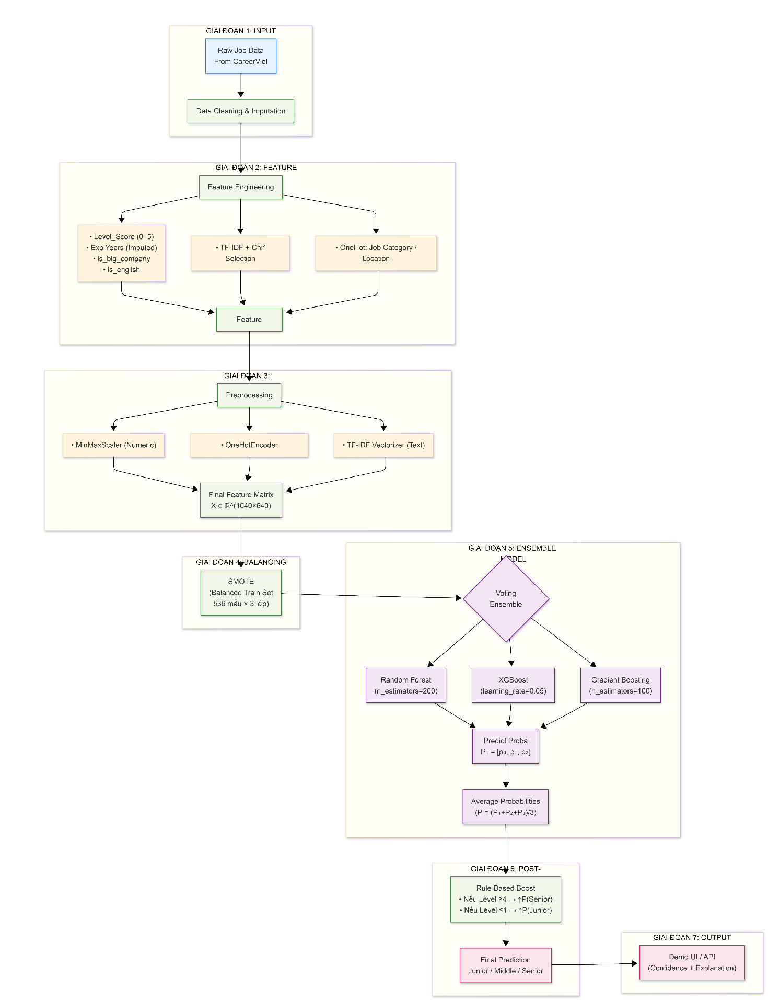 GIAI ĐOẠN 1: INPUT
Raw Job Data
From CareerViet
Data Cleaning & Imputation
GIAI ĐOẠN 2: FEATURE
Feature Engineering
• Level_Score (0–5)
• Exp Years (Imputed)
• is_big_company
• is_english
• TF-IDF + Chi²
Selection
• OneHot: Job Category /
Location
Feature
GIAI ĐOẠN 3:
Preprocessing
• MinMaxScaler (Numeric)
• OneHotEncoder
• TF-IDF Vectorizer (Text)
Final Feature Matrix
X ∈ ℝ^(1040×640)
GIAI ĐOẠN 4: BALANCING
SMOTE
(Balanced Train Set
536 mẫu × 3 lớp)
GIAI ĐOẠN 5: ENSEMBLE
MODEL
Voting
Ensemble
Random Forest
(n_estimators=200)
XGBoost
(learning_rate=0.05)
Gradient Boosting
(n_estimators=100)
Predict Proba
P₁ = [p₀, p₁, p₂]
Average Probabilities
(P = (P₁+P₂+P₃)/3)
GIAI ĐOẠN 6: POST-
Rule-Based Boost
• Nếu Level ≥4 → ↑P(Senior)
• Nếu Level ≤1 → ↑P(Junior)
Final Prediction
Junior / Middle / Senior
GIAI ĐOẠN 7: OUTPUT
Demo UI / API
(Confidence + Explanation)